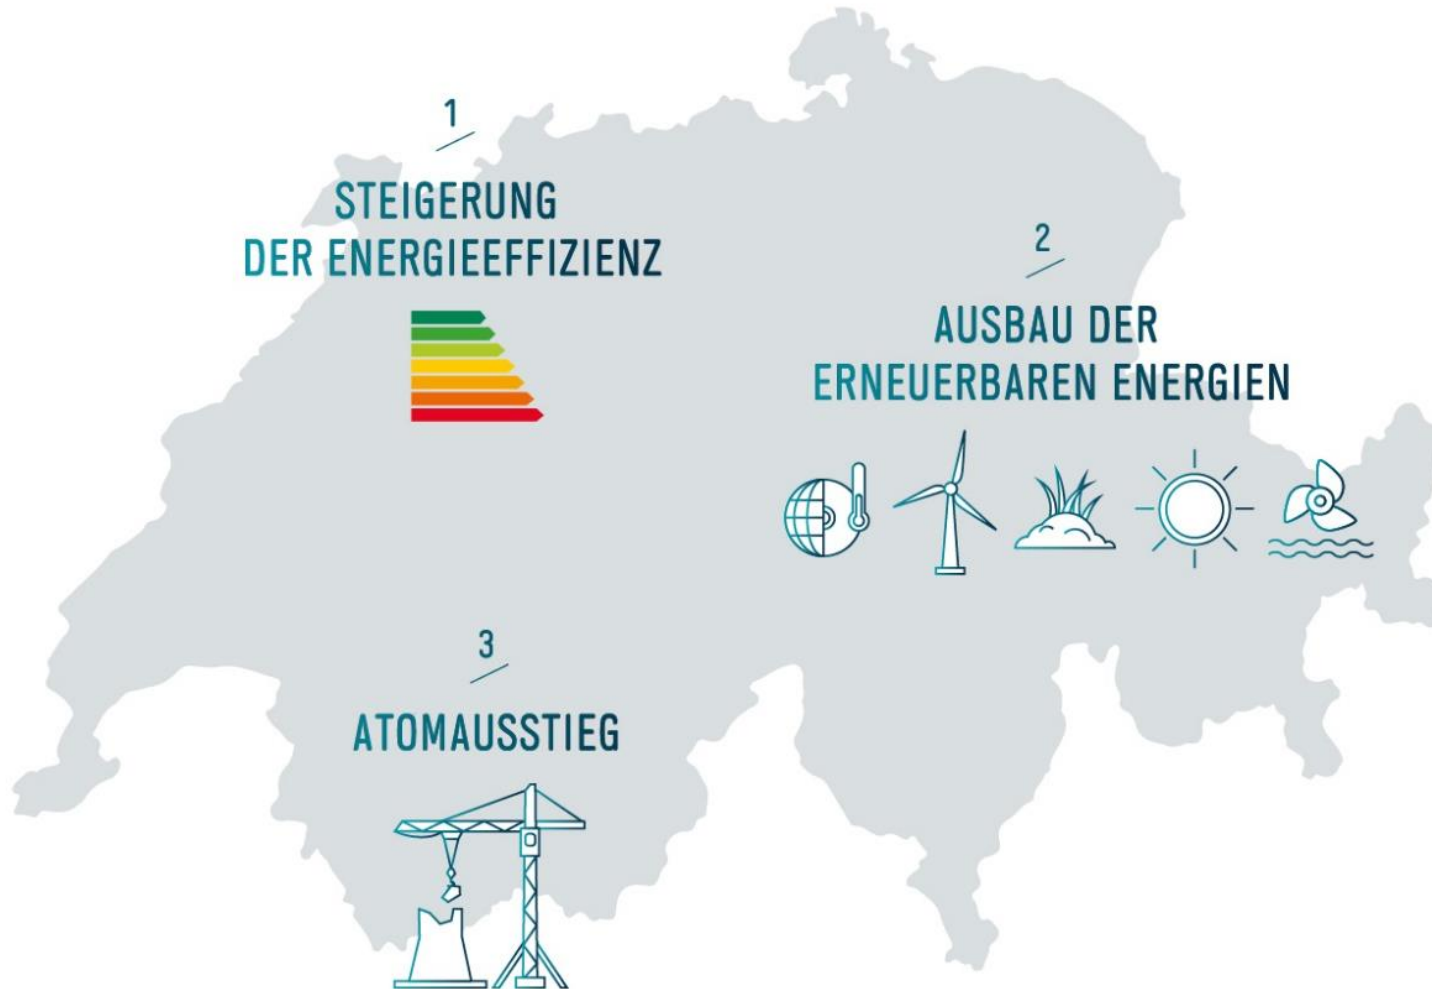 1
STEIGERUNG
DER ENERGIEEFFIZIENZ
2
AUSBAU DER
ERNEUERBAREN ENERGIEN
3
ATOMAUSSTIEG